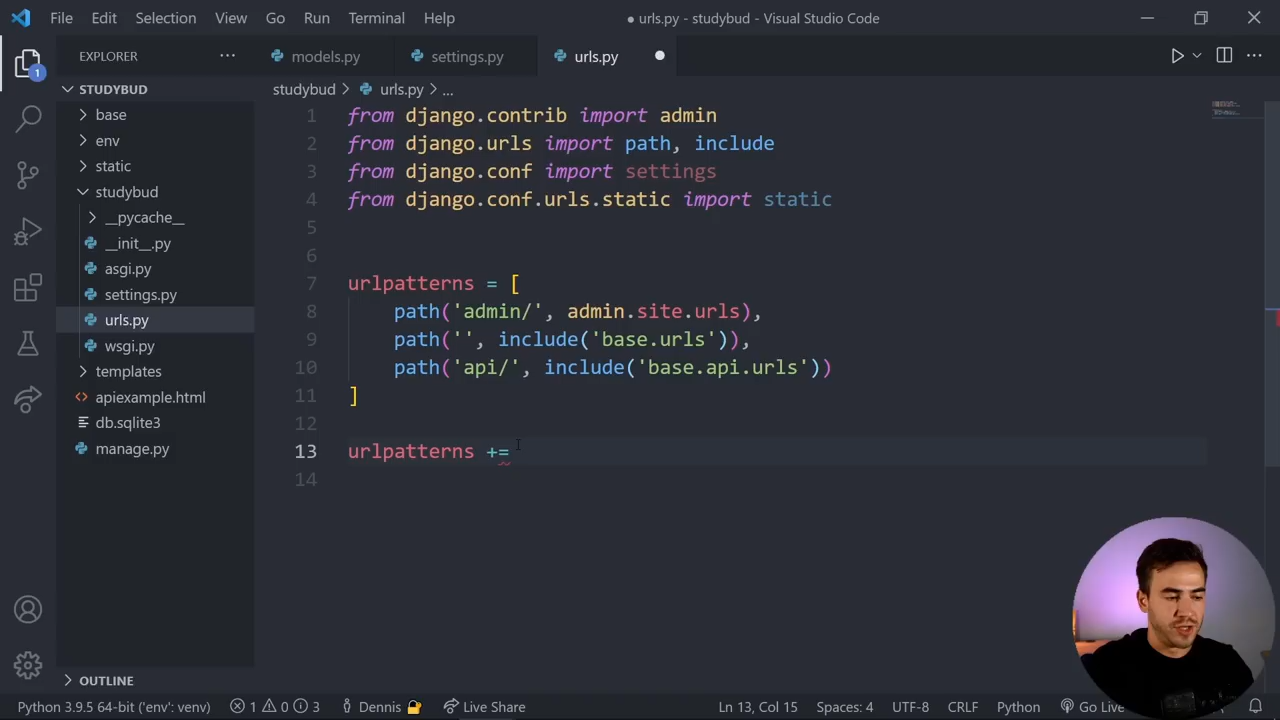 File Edit Selection View Go Run Terminal Help
● urls.py - studybud - Visual Studio Code
EXPLORER ...
models.py
settings.py
urls.py
STUDYBUD
studybud > urls.py > ...
base
env
static
studybud
__pycache__
__init__.py
asgi.py
settings.py
urls.py
wsgi.py
templates
apiexample.html
db.sqlite3
manage.py
OUTLINE
1
1 from django.contrib import admin
2 from django.urls import path, include
3 from django.conf import settings
4 from django.conf.urls.static import static
5
6
7 urlpatterns = [
8 path('admin/', admin.site.urls),
9 path('', include('base.urls')),
10 path('api/', include('base.api.urls'))
11 ]
12
13 urlpatterns +=
14
Python 3.9.5 64-bit ('env': venv) 1 0 3 Dennis Live Share Ln 13, Col 15 Spaces: 4 UTF-8 CRLF Python Go Live